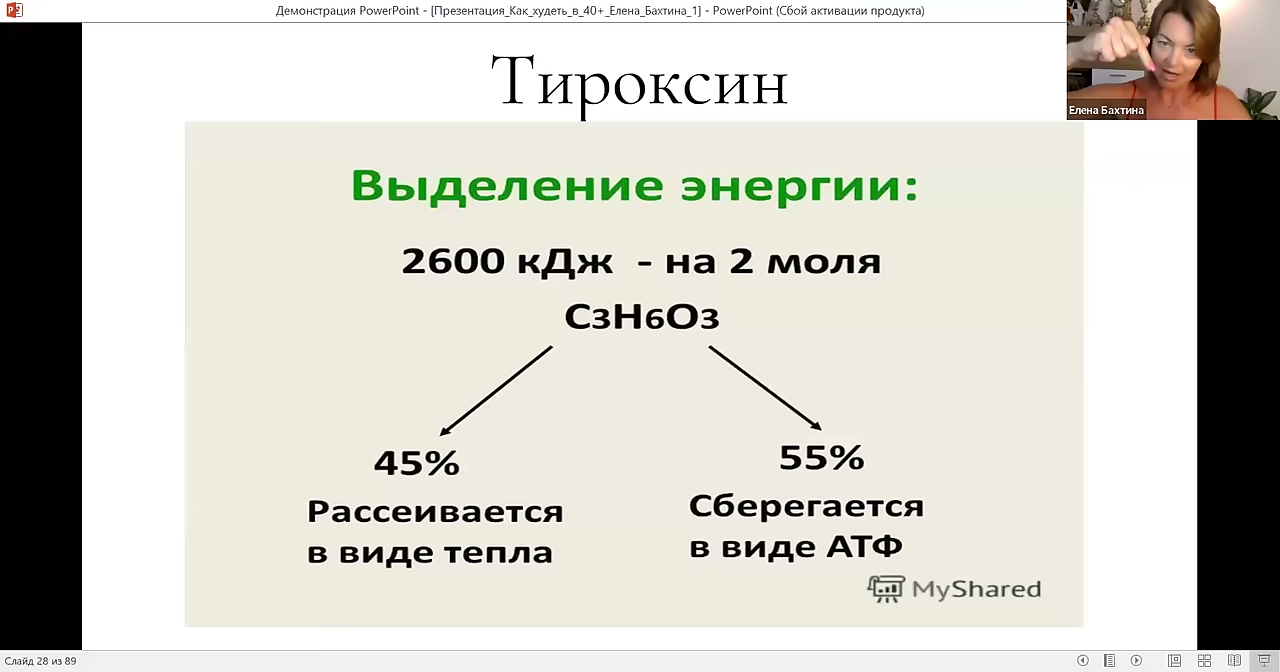 Демонстрация PowerPoint - [Презентация_Как_худеть_в_40+_Елена_Бахтина_1] - PowerPoint (Сбой активации продукта)
Елена Бахтина
Тироксин
Выделение энергии:
2600 кДж - на 2 моля
С3Н6О3
45%
Рассеивается
в виде тепла
55%
Сберегается
в виде АТФ
MyShared
Слайд 28 из 89